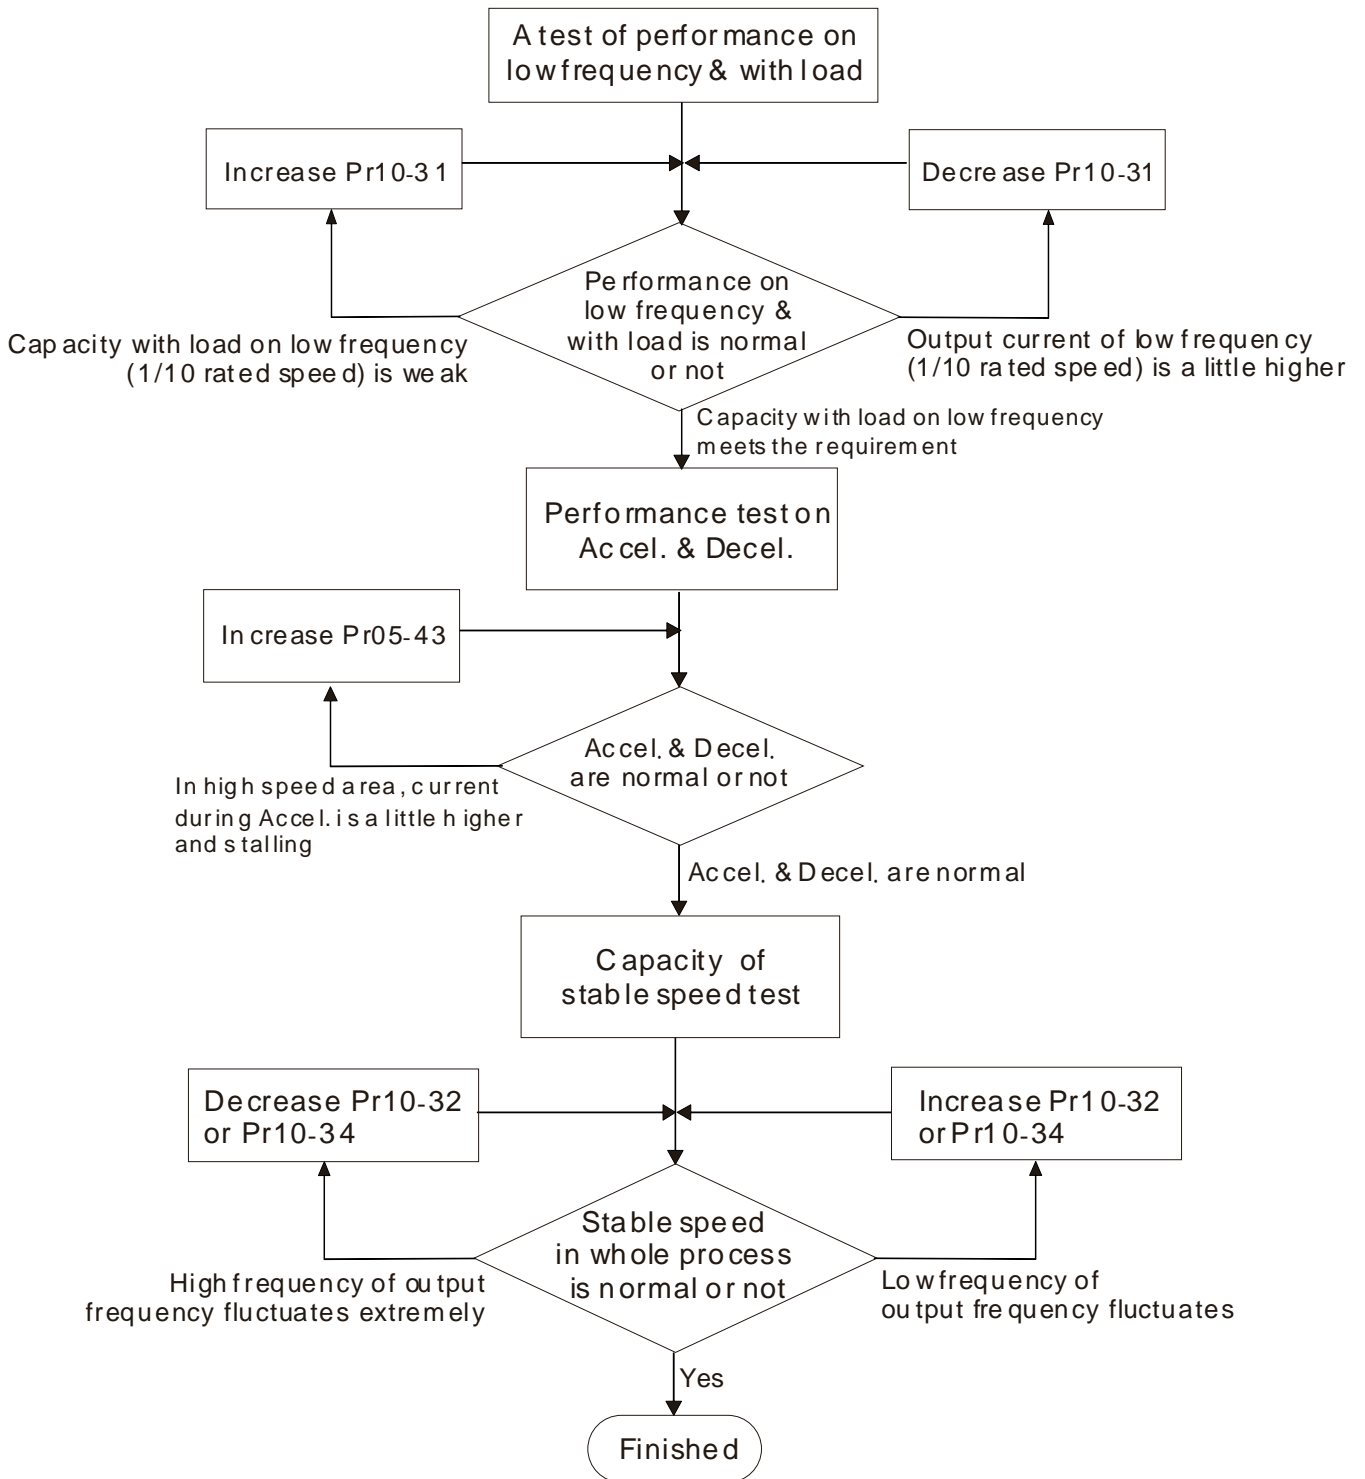 A test of performance on
low frequency & with load
Increase Pr10-31
Decrease Pr10-31
Performance on
low frequency &
with load is normal
or not
Capacity with load on low frequency
(1/10 rated speed) is weak
Output current of low frequency
(1/10 rated speed) is a little higher
Capacity with load on low frequency
meets the requirement
Performance test on
Accel. & Decel.
Increase Pr05-43
Accel. & Decel.
are normal or not
In high speed area, current
during Accel. is a little higher
and stalling
Accel. & Decel. are normal
Capacity of
stable speed test
Decrease Pr10-32
or Pr10-34
Increase Pr10-32
or Pr10-34
Stable speed
in whole process
is normal or not
High frequency of output
frequency fluctuates extremely
Low frequency of
output frequency fluctuates
Yes
Finished